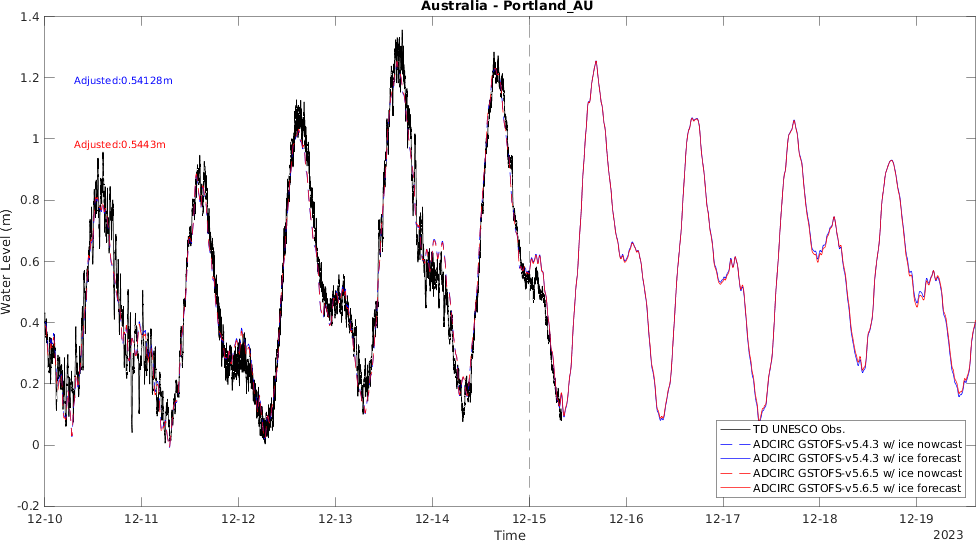 Australia - Portland_AU
1.4
1.2
1
0.8
0.6
0.4
0.2
0
-0.2
Water Level (m)
Adjusted:0.54128m
Adjusted:0.5443m
TD UNESCO Obs.
ADCIRC GSTOFS-v5.4.3 w/ ice nowcast
ADCIRC GSTOFS-v5.4.3 w/ ice forecast
ADCIRC GSTOFS-v5.6.5 w/ ice nowcast
ADCIRC GSTOFS-v5.6.5 w/ ice forecast
12-10 12-11 12-12 12-13 12-14 12-15 12-16 12-17 12-18 12-19
Time
2023